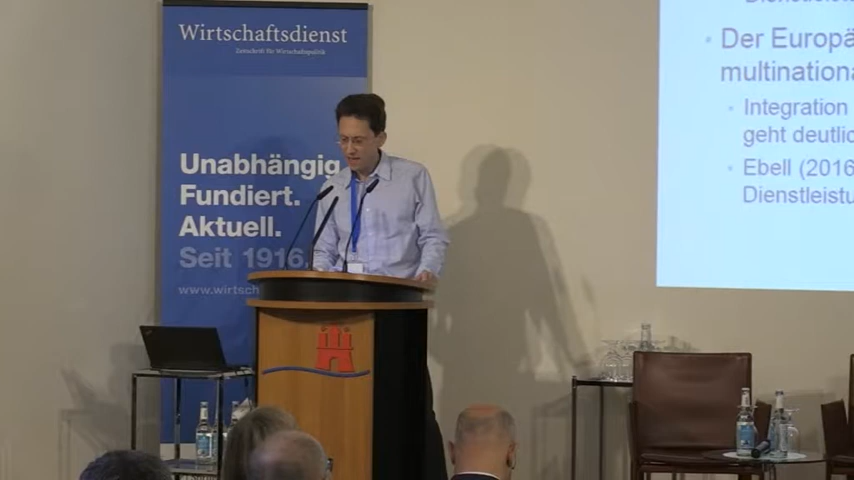 Wirtschaftsdienst
Zeitschrift für Wirtschaftspolitik
Unabhängig
Fundiert.
Aktuell.
Seit 1916.
www.wirtsch
Der Europä
multinationa
Integration
geht deutlic
Ebell (2016
Dienstleistu